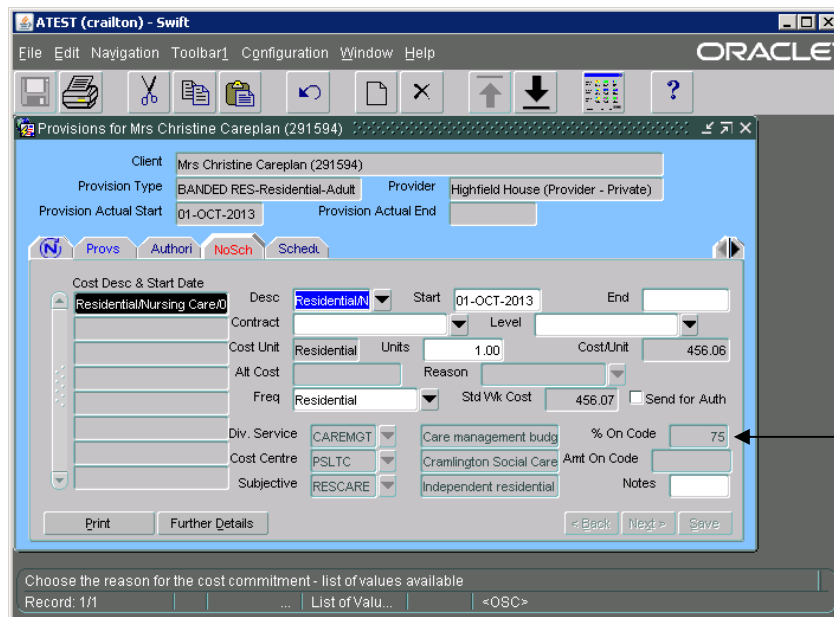 ATEST (crailton) - Swift
File Edit Navigation Toolbar1 Configuration Window Help
ORACLE
?
Provisions for Mrs Christine Careplan (291594)
Client Mrs Christine Careplan (291594)
Provision Type BANDED RES-Residential-Adult Provider Highfield House (Provider - Private)
Provision Actual Start 01-OCT-2013 Provision Actual End
N Provs Authori NoSch Schedu
Cost Desc & Start Date
Residential/Nursing Care/0 Desc Residential/N Start 01-OCT-2013 End
Contract Level
Cost Unit Residential Units 1.00 Cost/Unit 456.06
Alt Cost Reason
Freq Residential Std Wk Cost 456.07 Send for Auth
Div. Service CAREMGT Care management budg % On Code 75
Cost Centre PSLTC Cramlington Social Care Amt On Code
Subjective RESCARE Independent residential Notes
Print Further Details < Back Next > Save
Choose the reason for the cost commitment - list of values available
Record: 1/1 ... List of Valu... <OSC>